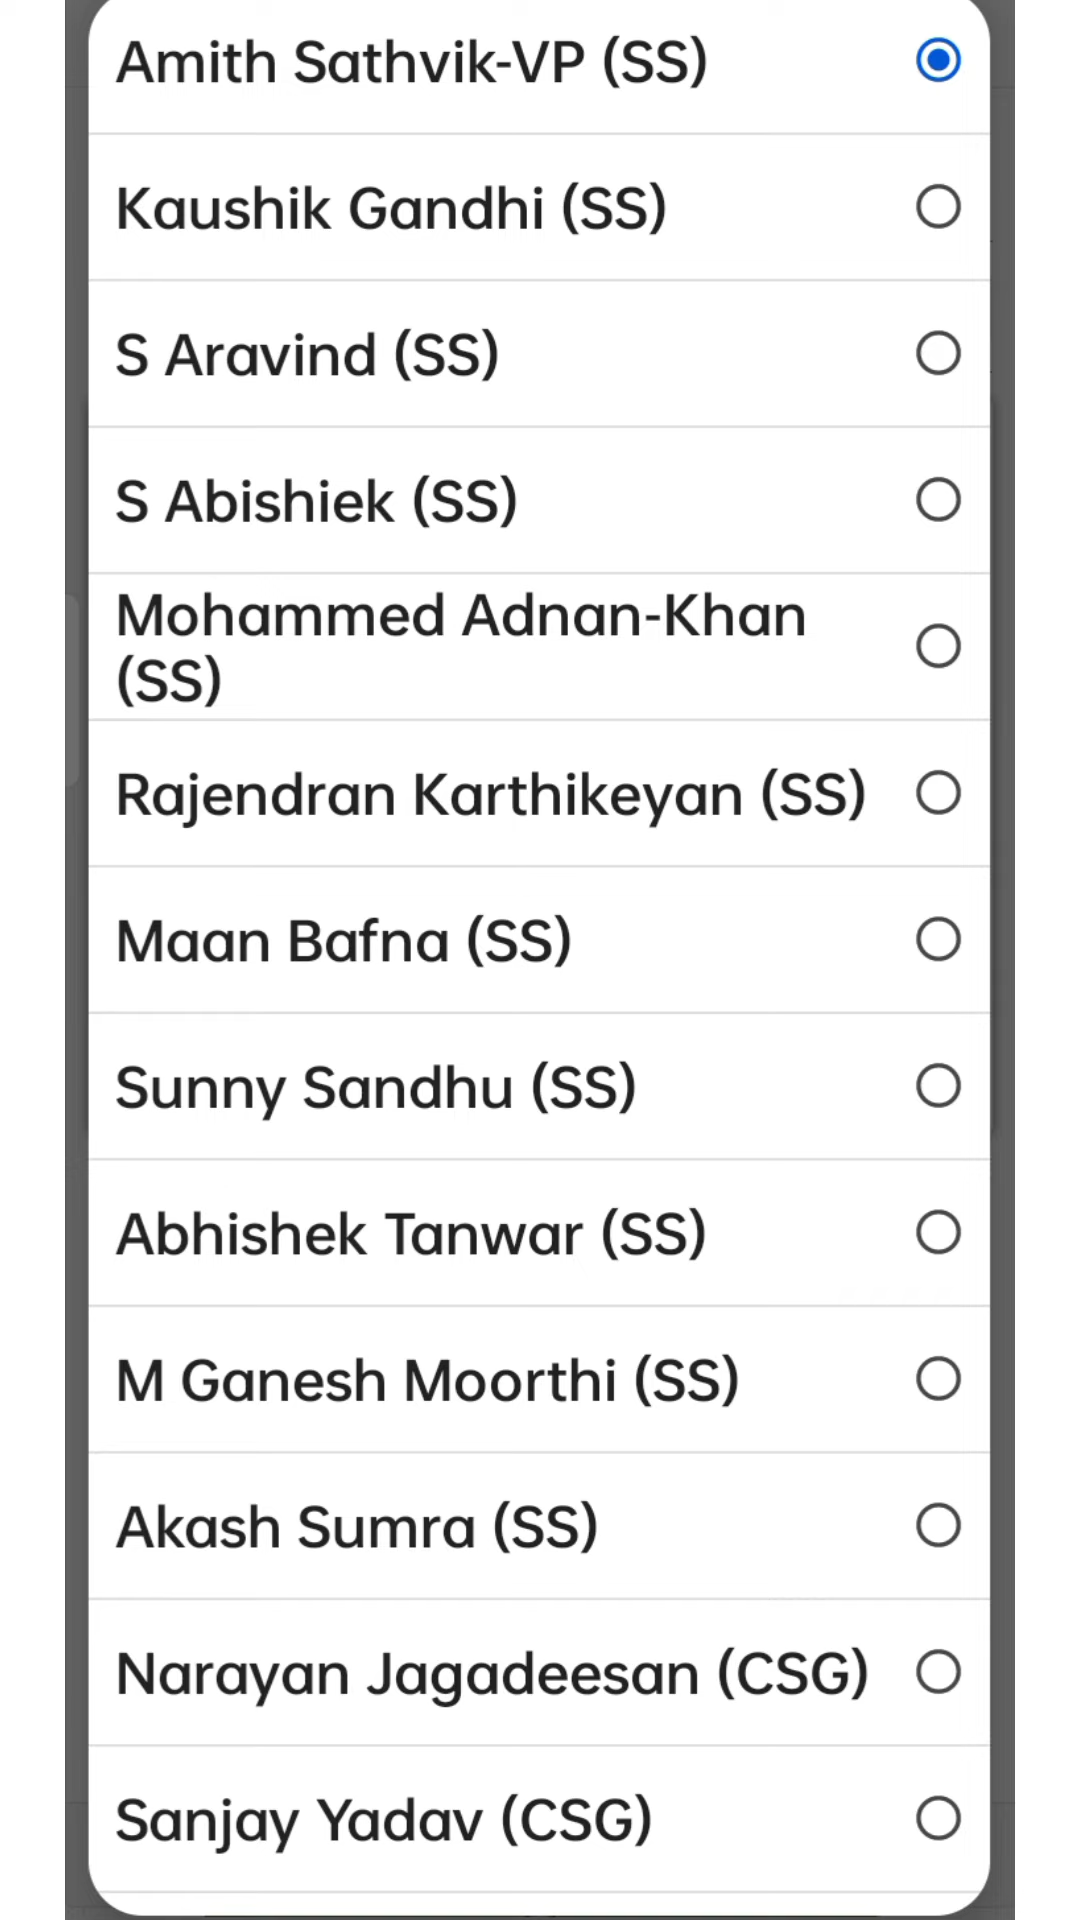 Amith Sathvik-VP (SS)
Kaushik Gandhi (SS)
S Aravind (SS)
S Abishiek (SS)
Mohammed Adnan-Khan
(SS)
Rajendran Karthikeyan (SS)
Maan Bafna (SS)
Sunny Sandhu (SS)
Abhishek Tanwar (SS)
M Ganesh Moorthi (SS)
Akash Sumra (SS)
Narayan Jagadeesan (CSG)
Sanjay Yadav (CSG)